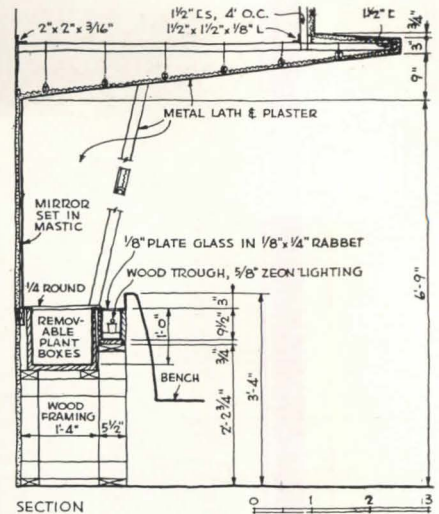 1½" [s, 4' O.C.
2"x 2"x 3/16"
1½"x 1½"x ⅛" L
1½" [
¾"
3"
9"
METAL LATH & PLASTER
MIRROR
SET IN
MASTIC
⅛" PLATE GLASS IN ⅛"x ¼" RABBET
WOOD TROUGH, 5/8" ZEON LIGHTING
¼ ROUND
REMOV-
ABLE
PLANT
BOXES
1'-0"
3"
9½"
¾"
2'-2¾"
3'-4"
6'-9"
BENCH
WOOD
FRAMING
1'-4"
5½"
SECTION
0 1 2 3